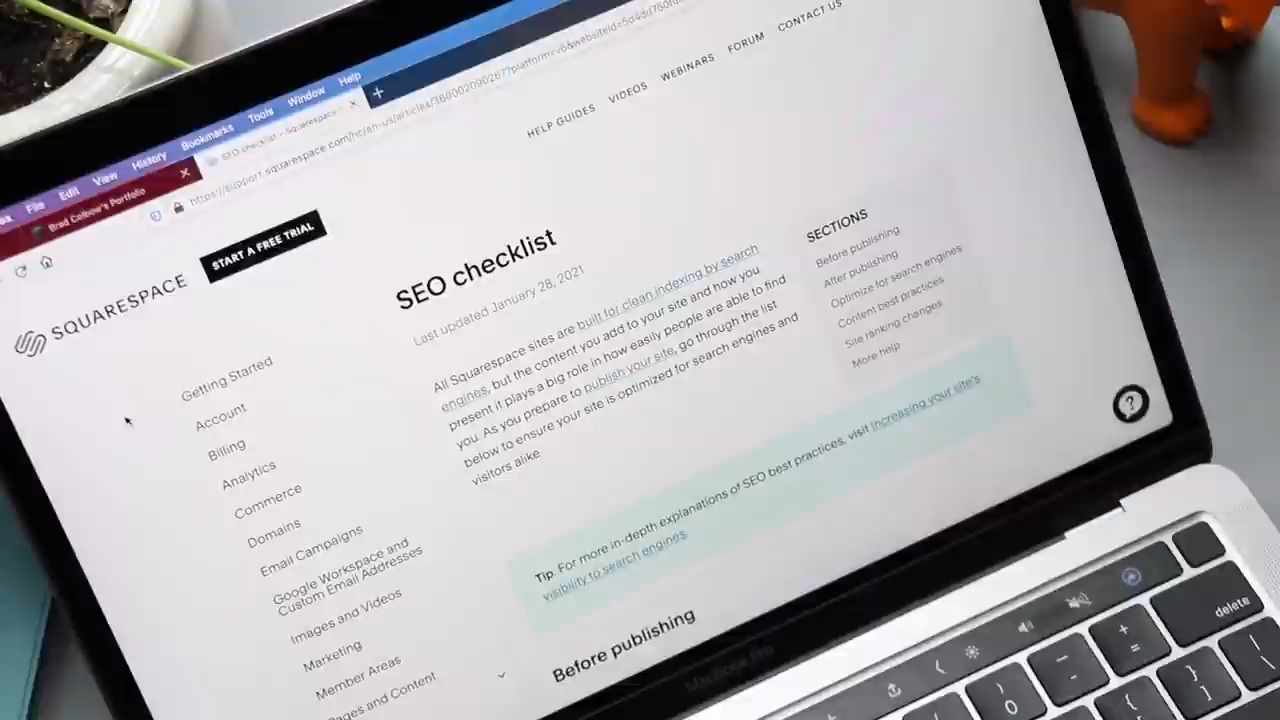 File Edit View History Bookmarks Tools Window Help
Brad Colbow's Portfolio
SEO checklist - Squarespace
START A FREE TRIAL
SQUARESPACE
HELP GUIDES VIDEOS WEBINARS FORUM CONTACT US
Getting Started
Account
Billing
Analytics
Commerce
Domains
Email Campaigns
Google Workspace and
Custom Email Addresses
Images and Videos
Marketing
Member Areas
Pages and Content
SEO checklist
Last updated January 28, 2021
All Squarespace sites are built for clean indexing by search
engines, but the content you add to your site and how you
present it plays a big role in how easily people are able to find
you. As you prepare to publish your site, go through the list
below to ensure your site is optimized for search engines and
visitors alike
SECTIONS
Before publishing
After publishing
Optimize for search engines
Content best practices
Site ranking changes
More help
Tip: For more in-depth explanations of SEO best practices, visit Increasing your site's
visibility to search engines.
Before publishing
?
MacBook Pro
delete
+
=
–
-
)
0
}
]
{
|
\